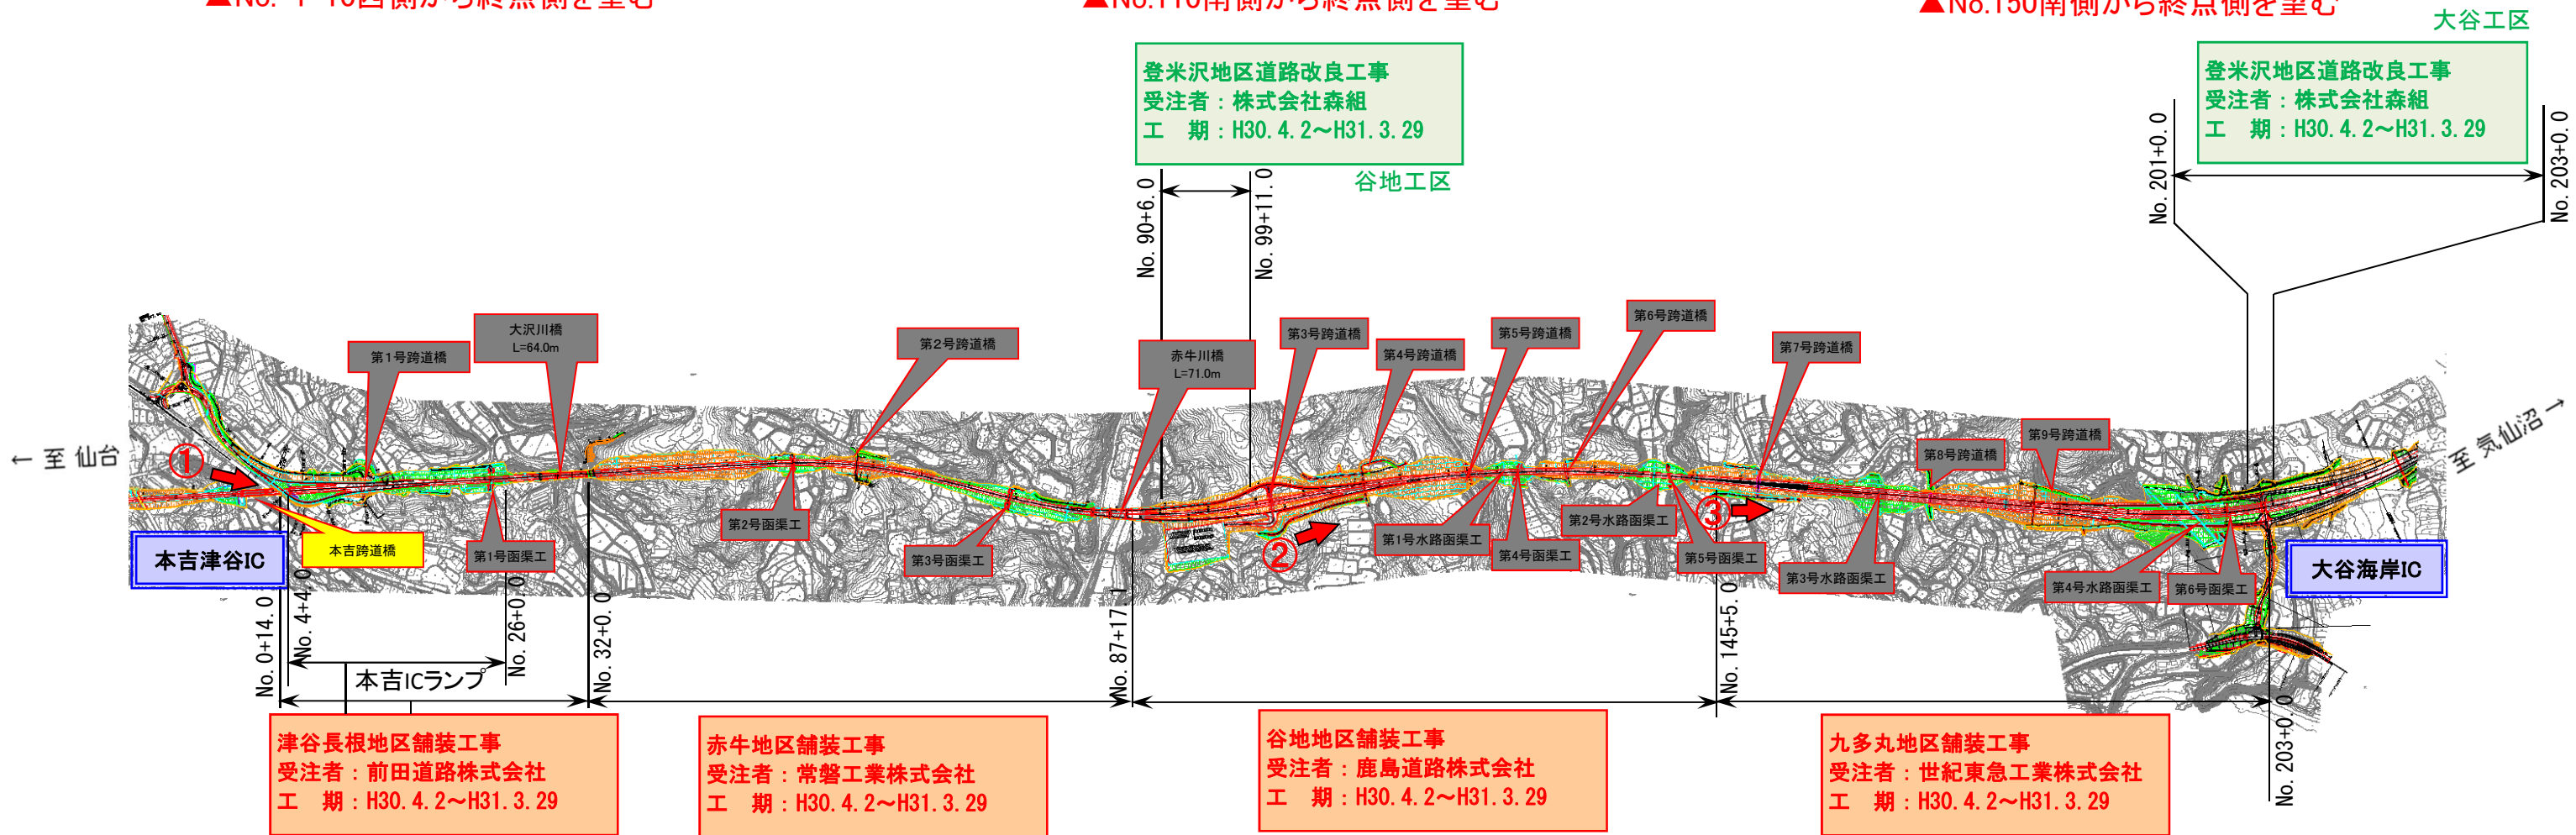 ▲No.110南側から終点側を望む
▲No.150南側から終点側を望む
大谷工区
登米沢地区道路改良工事
受注者：株式会社森組
工　期：H30.4.2～H31.3.29
谷地工区
登米沢地区道路改良工事
受注者：株式会社森組
工　期：H30.4.2～H31.3.29
No.90+6.0
No.99+11.0
No.201+0.0
No.203+0.0
第1号跨道橋
大沢川橋
L=64.0m
第2号跨道橋
赤牛川橋
L=71.0m
第3号跨道橋
第4号跨道橋
第5号跨道橋
第6号跨道橋
第7号跨道橋
第8号跨道橋
第9号跨道橋
← 至 仙台
至 気仙沼 →
①
②
③
本吉津谷IC
本吉跨道橋
第1号函渠工
第2号函渠工
第3号函渠工
第1号水路函渠工
第4号函渠工
第2号水路函渠工
第5号函渠工
第3号水路函渠工
第4号水路函渠工
第6号函渠工
大谷海岸IC
No.0+14.0
No.4+4.0
No.26+0.0
No.32+0.0
No.87+17.1
No.145+5.0
No.203+0.0
本吉ICランプ
津谷長根地区舗装工事
受注者：前田道路株式会社
工　期：H30.4.2～H31.3.29
赤牛地区舗装工事
受注者：常磐工業株式会社
工　期：H30.4.2～H31.3.29
谷地地区舗装工事
受注者：鹿島道路株式会社
工　期：H30.4.2～H31.3.29
九多丸地区舗装工事
受注者：世紀東急工業株式会社
工　期：H30.4.2～H31.3.29